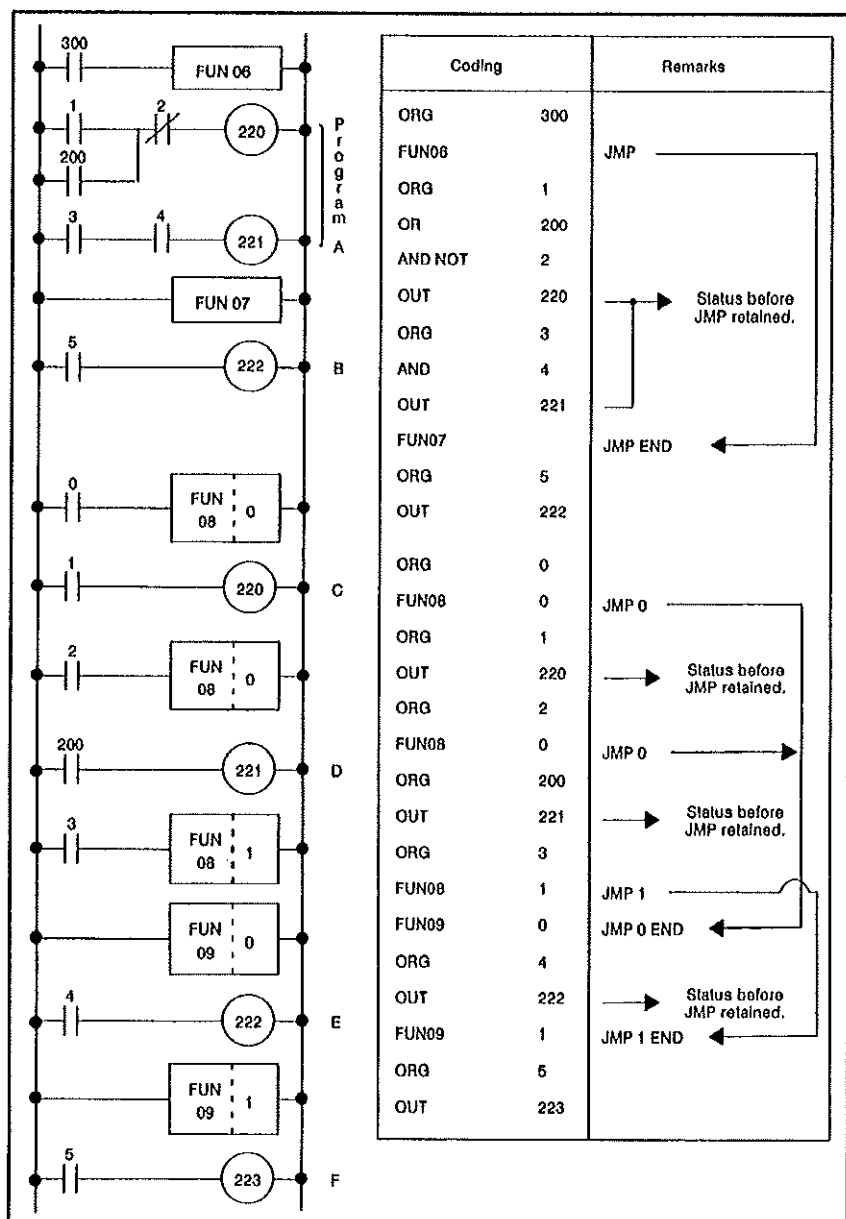 300
FUN 06
1
2
220
200
3
4
221
Program
A
FUN 07
5
222
B
0
FUN
08
0
1
220
C
2
FUN
08
0
200
221
D
3
FUN
08
1
FUN
09
0
4
222
E
FUN
09
1
5
223
F
Coding Remarks
ORG 300
FUN06 JMP
ORG 1
OR 200
AND NOT 2
OUT 220 Status before
JMP retained.
ORG 3
AND 4
OUT 221
FUN07 JMP END
ORG 5
OUT 222
ORG 0
FUN08 0 JMP 0
ORG 1
OUT 220 Status before
JMP retained.
ORG 2
FUN08 0 JMP 0
ORG 200
OUT 221 Status before
JMP retained.
ORG 3
FUN08 1 JMP 1
FUN09 0 JMP 0 END
ORG 4
OUT 222 Status before
JMP retained.
FUN09 1 JMP 1 END
ORG 5
OUT 223